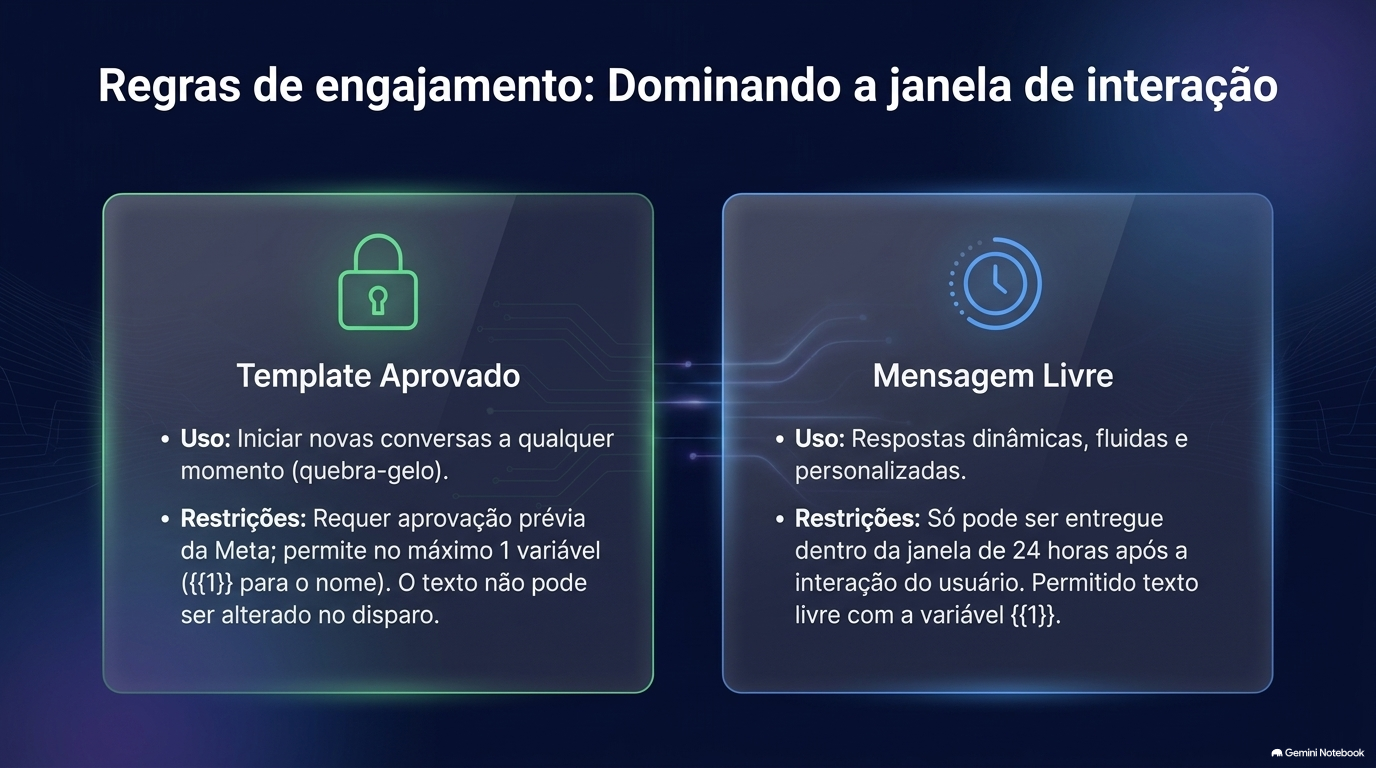 Regras de engajamento: Dominando a janela de interação
Template Aprovado
• Uso: Iniciar novas conversas a qualquer
momento (quebra-gelo).
• Restrições: Requer aprovação prévia
da Meta; permite no máximo 1 variável
({{1}} para o nome). O texto não pode
ser alterado no disparo.
Mensagem Livre
• Uso: Respostas dinâmicas, fluidas e
personalizadas.
• Restrições: Só pode ser entregue
dentro da janela de 24 horas após a
interação do usuário. Permitido texto
livre com a variável {{1}}.
Gemini Notebook